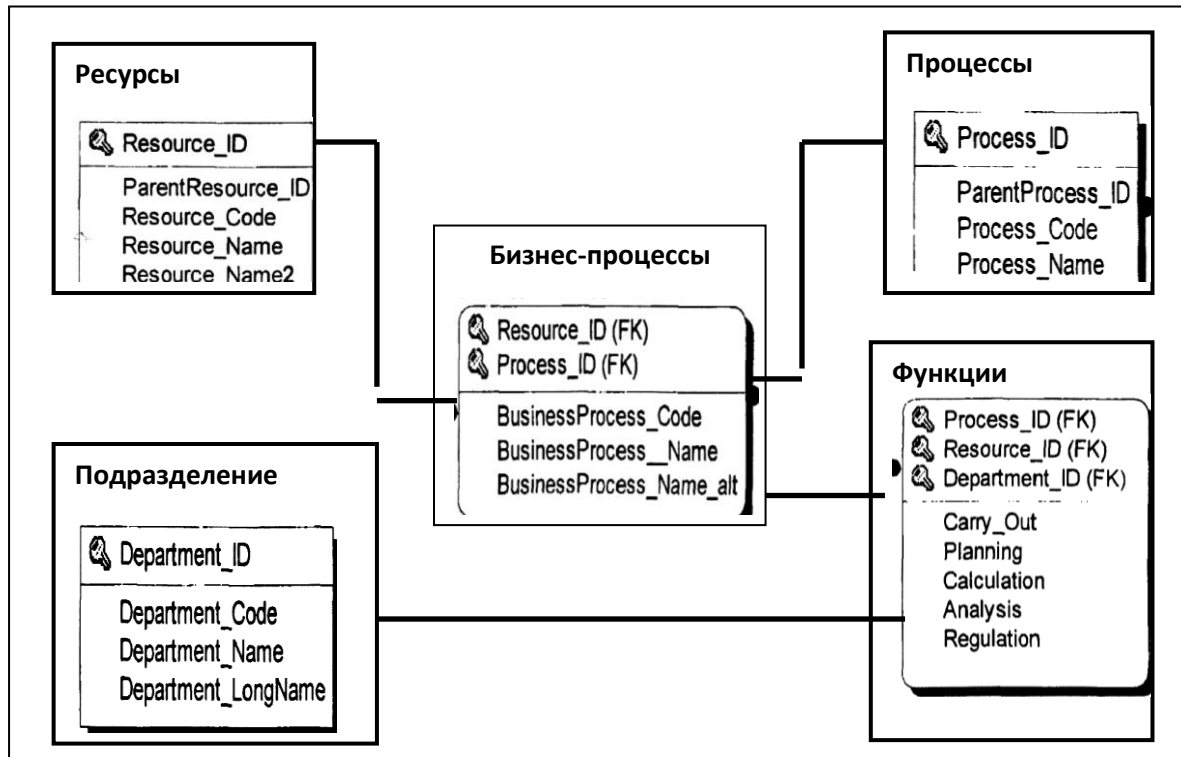 Ресурсы
Resource_ID
ParentResource_ID
Resource_Code
Resource_Name
Resource_Name2
Процессы
Process_ID
ParentProcess_ID
Process_Code
Process_Name
Бизнес-процессы
Resource_ID (FK)
Process_ID (FK)
BusinessProcess_Code
BusinessProcess__Name
BusinessProcess_Name_alt
Функции
Process_ID (FK)
Resource_ID (FK)
Department_ID (FK)
Carry_Out
Planning
Calculation
Analysis
Regulation
Подразделение
Department_ID
Department_Code
Department_Name
Department_LongName